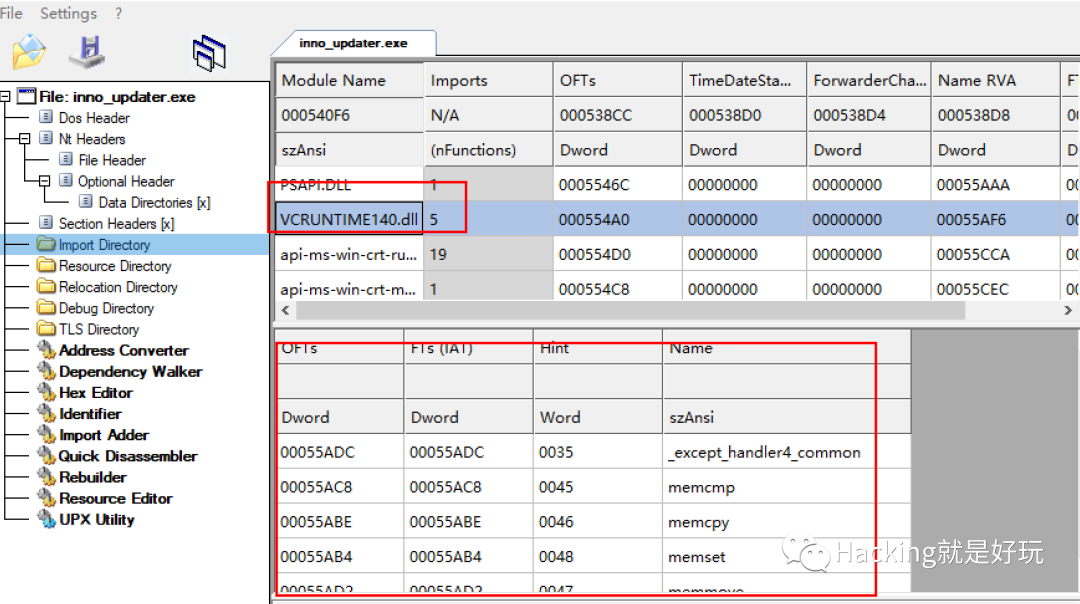 File Settings ?
inno_updater.exe
File: inno_updater.exe
Dos Header
Nt Headers
File Header
Optional Header
Data Directories [x]
Section Headers [x]
Import Directory
Resource Directory
Relocation Directory
Debug Directory
TLS Directory
Address Converter
Dependency Walker
Hex Editor
Identifier
Import Adder
Quick Disassembler
Rebuilder
Resource Editor
UPX Utility
Module Name Imports OFTs TimeDateSta... ForwarderCha... Name RVA F
000540F6 N/A 000538CC 000538D0 000538D4 000538D8 00
szAnsi (nFunctions) Dword Dword Dword Dword D
PSAPI.DLL 1 0005546C 00000000 00000000 00055AAA 00
VCRUNTIME140.dll 5 000554A0 00000000 00000000 00055AF6 00
api-ms-win-crt-ru... 19 000554D0 00000000 00000000 00055CCA 00
api-ms-win-crt-m... 1 000554C8 00000000 00000000 00055CEC 00
OFTs FTs (IAT) Hint Name
Dword Dword Word szAnsi
00055ADC 00055ADC 0035 _except_handler4_common
00055AC8 00055AC8 0045 memcmp
00055ABE 00055ABE 0046 memcpy
00055AB4 00055AB4 0048 memset
00055AD2 00055AD2 0047 memmove
Hacking就是好玩